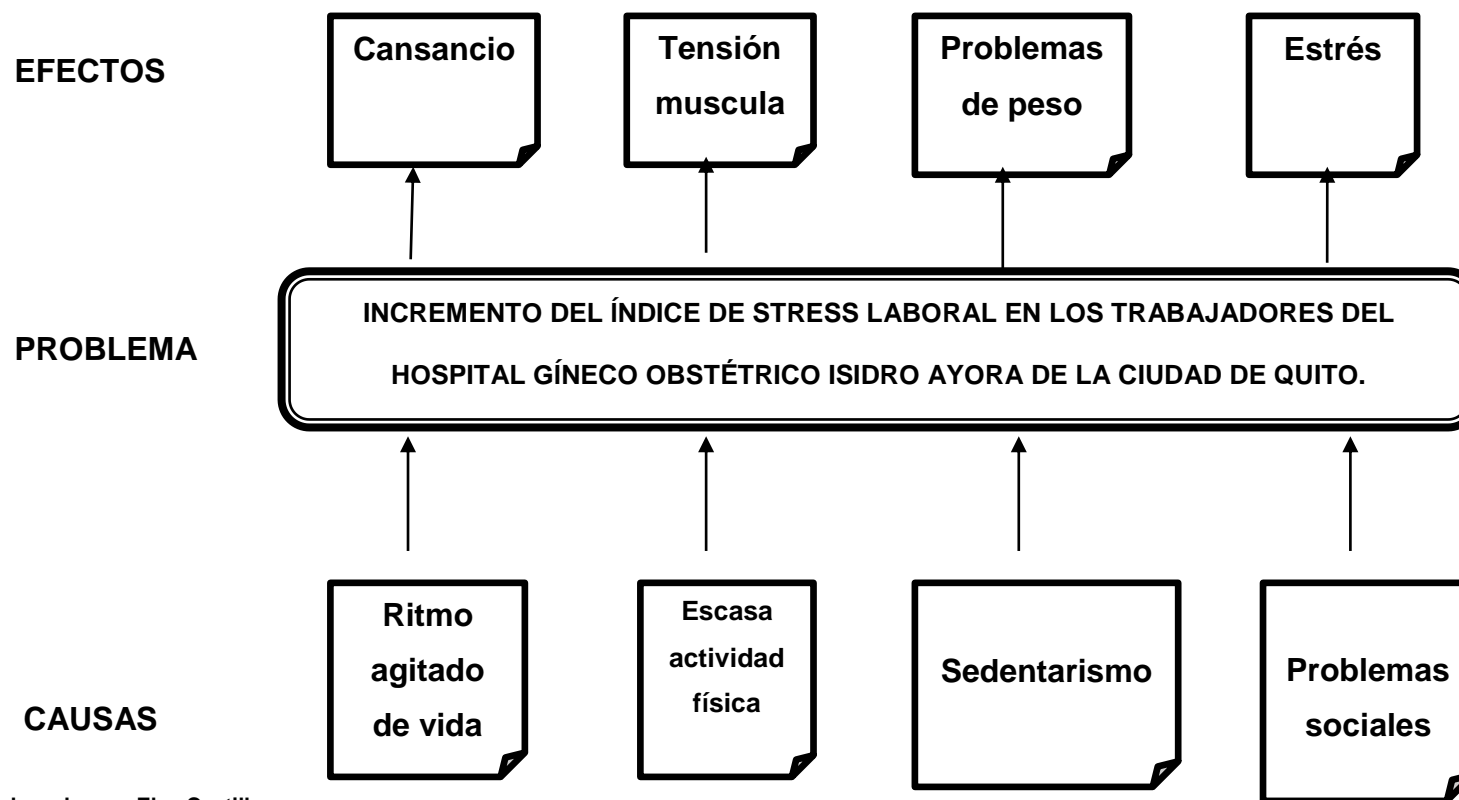 EFECTOS
Cansancio
Tensión
muscula
Problemas
de peso
Estrés
PROBLEMA
INCREMENTO DEL ÍNDICE DE STRESS LABORAL EN LOS TRABAJADORES DEL
HOSPITAL GÍNECO OBSTÉTRICO ISIDRO AYORA DE LA CIUDAD DE QUITO.
CAUSAS
Ritmo
agitado
de vida
Escasa
actividad
física
Sedentarismo
Problemas
sociales